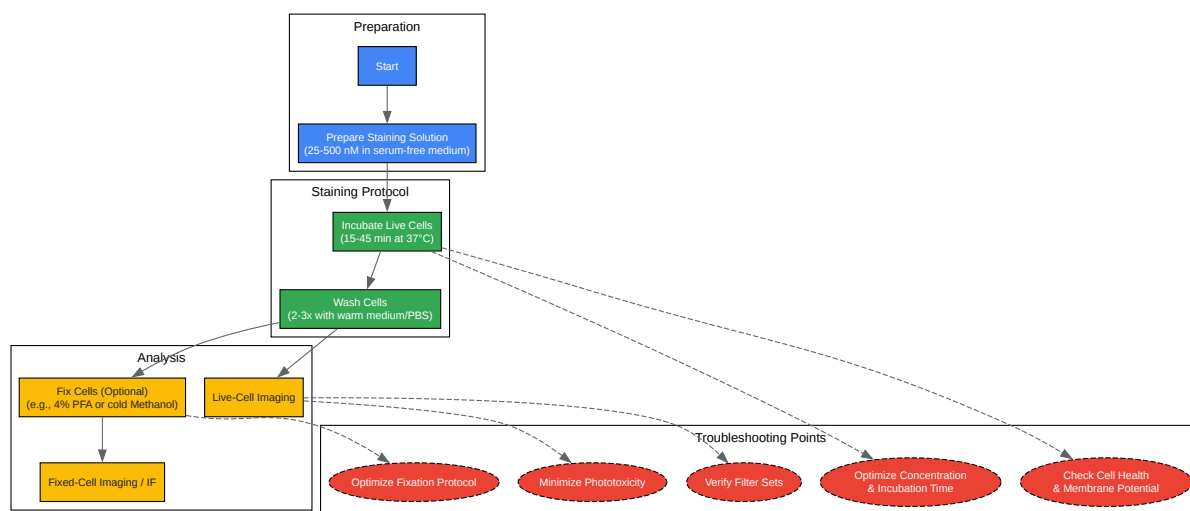 Preparation
Start
Prepare Staining Solution
(25-500 nM in serum-free medium)
Staining Protocol
Incubate Live Cells
(15-45 min at 37°C)
Wash Cells
(2-3x with warm medium/PBS)
Analysis
Fix Cells (Optional)
(e.g., 4% PFA or cold Methanol)
Live-Cell Imaging
Fixed-Cell Imaging / IF
Troubleshooting Points
Optimize Fixation Protocol
Minimize Phototoxicity
Verify Filter Sets
Optimize Concentration
& Incubation Time
Check Cell Health
& Membrane Potential